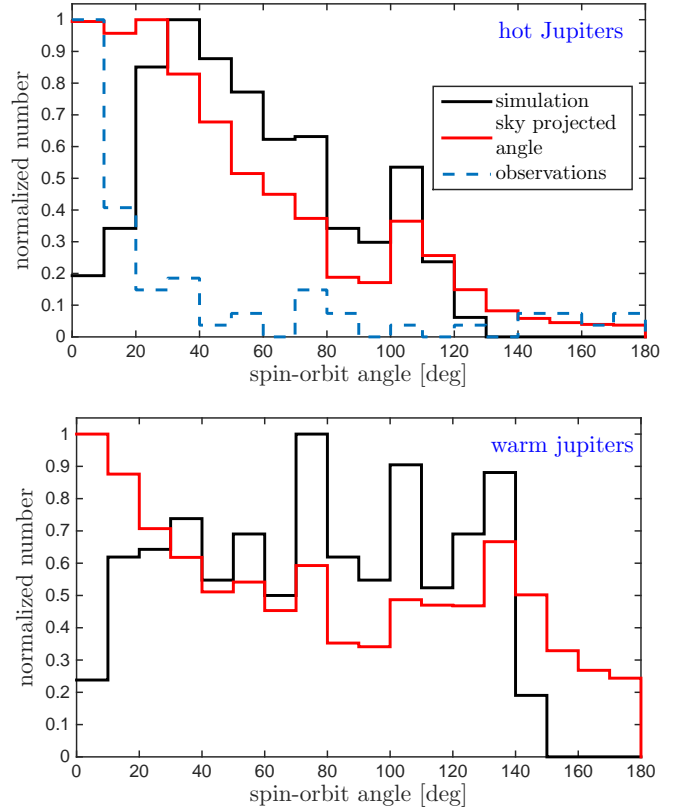 hot Jupiters
normalized number
1
0.9
0.8
0.7
0.6
0.5
0.4
0.3
0.2
0.1
0
simulation
sky projected
angle
observations
0 20 40 60 80 100 120 140 160 180
spin-orbit angle [deg]
warm jupiters
normalized number
1
0.9
0.8
0.7
0.6
0.5
0.4
0.3
0.2
0.1
0
0 20 40 60 80 100 120 140 160 180
spin-orbit angle [deg]